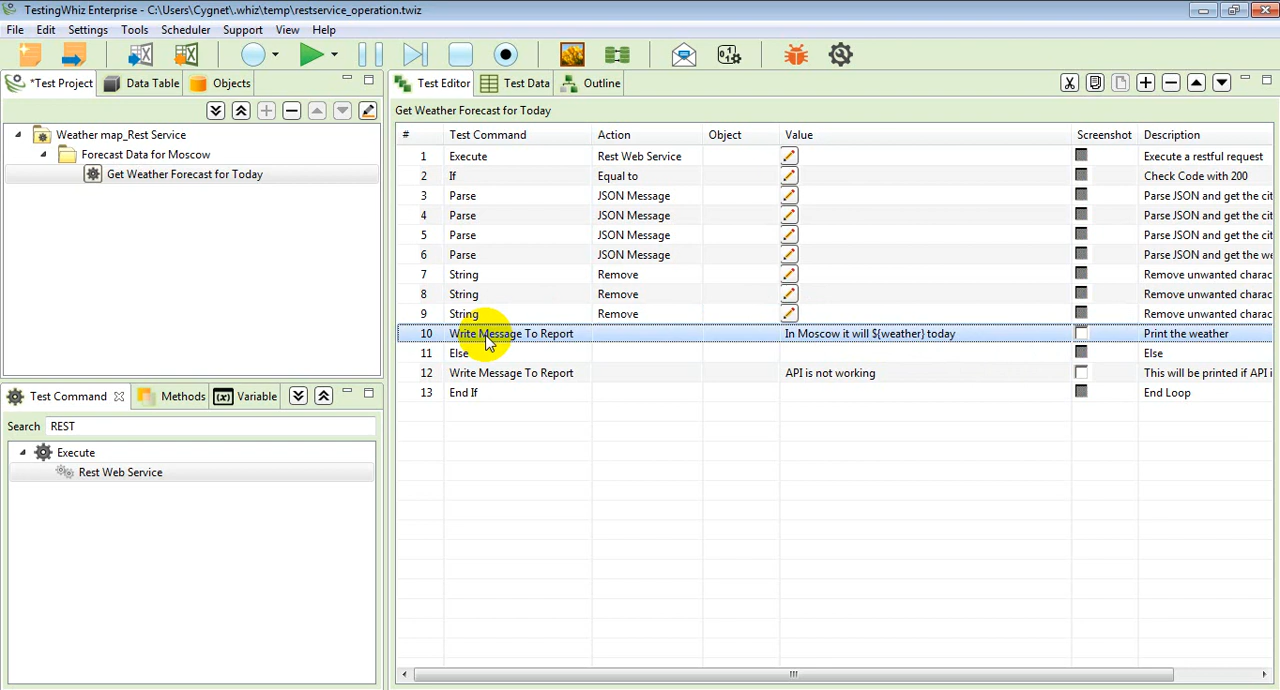 TestingWhiz Enterprise - C:\Users\Cygnet\.whiz\temp\restservice_operation.twiz
File Edit Settings Tools Scheduler Support View Help
*Test Project Data Table Objects
Weather map_Rest Service
Forecast Data for Moscow
Get Weather Forecast for Today
Test Command Methods (x) Variable
Search REST
Execute
Rest Web Service
Test Editor Test Data Outline
Get Weather Forecast for Today
# Test Command Action Object Value Screenshot Description
1 Execute Rest Web Service Execute a restful request
2 If Equal to Check Code with 200
3 Parse JSON Message Parse JSON and get the cit
4 Parse JSON Message Parse JSON and get the cit
5 Parse JSON Message Parse JSON and get the cit
6 Parse JSON Message Parse JSON and get the we
7 String Remove Remove unwanted charac
8 String Remove Remove unwanted charac
9 String Remove Remove unwanted charac
10 Write Message To Report In Moscow it will ${weather} today Print the weather
11 Else Else
12 Write Message To Report API is not working This will be printed if API i
13 End If End Loop